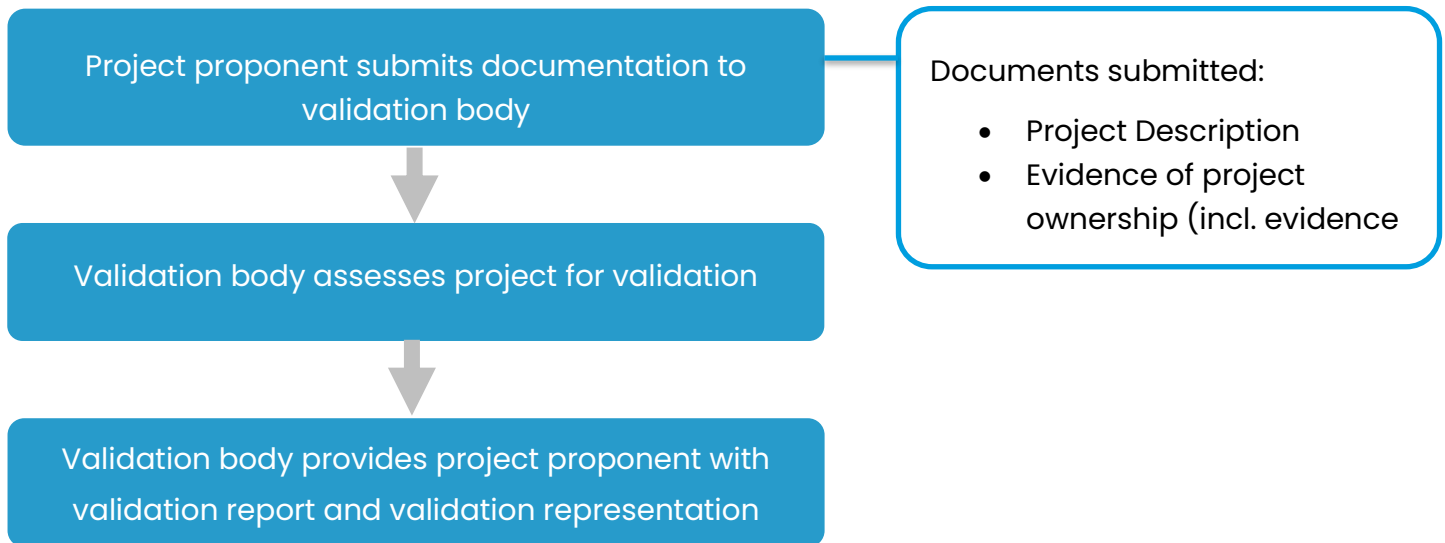 Project proponent submits documentation to
validation body
Documents submitted:
• Project Description
• Evidence of project
ownership (incl. evidence
Validation body assesses project for validation
Validation body provides project proponent with
validation report and validation representation